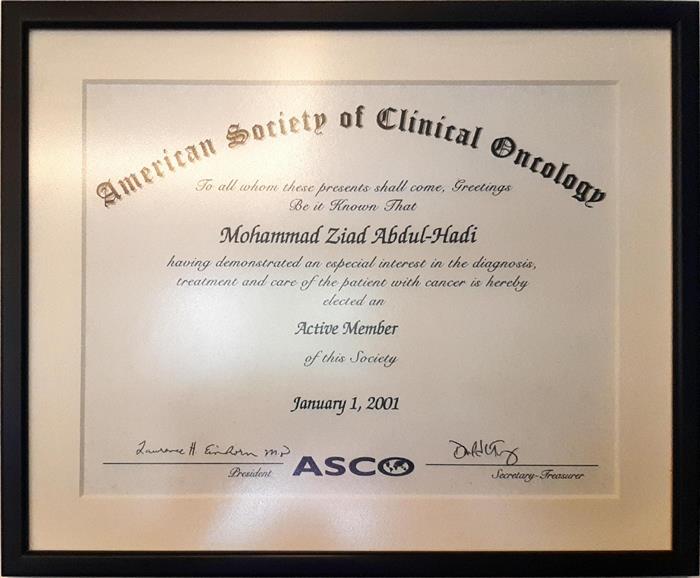 American Society of Clinical Oncology
To all whom these presents shall come, Greetings
Be it Known That
Mohammad Ziad Abdul-Hadi
having demonstrated an especial interest in the diagnosis,
treatment and care of the patient with cancer is hereby
elected an
Active Member
of this Society
January 1, 2001
Lawrence H Einhorn M.D
President
ASCO
Secretary-Treasurer